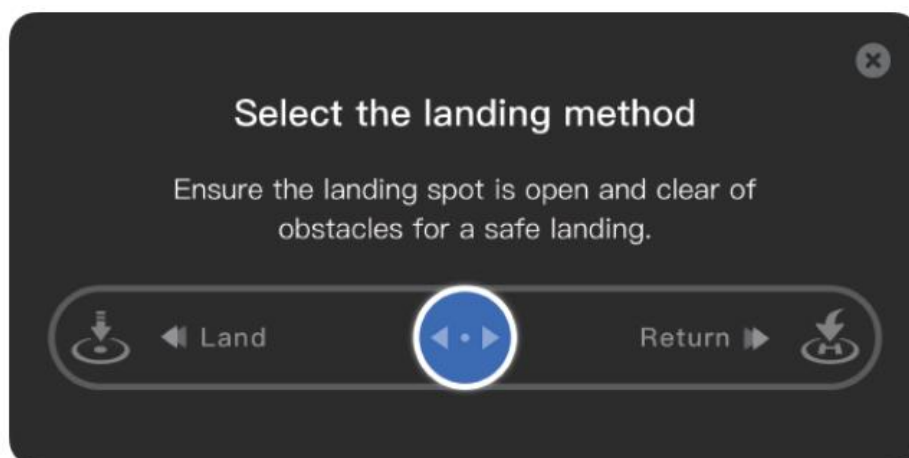 Select the landing method
Ensure the landing spot is open and clear of
obstacles for a safe landing.
Land
Return